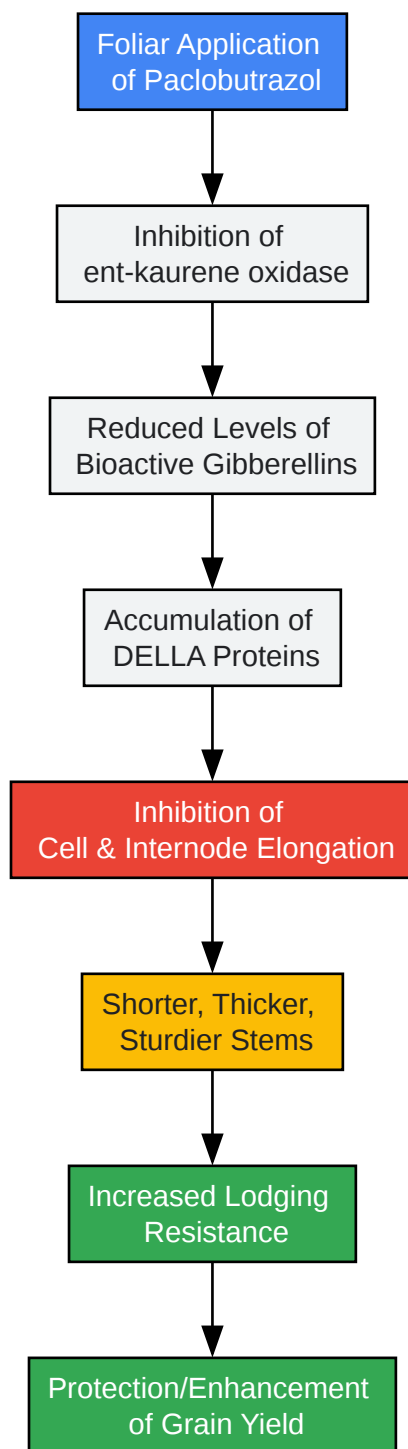 Foliar Application
of Paclobutrazol
Inhibition of
ent-kaurene oxidase
Reduced Levels of
Bioactive Gibberellins
Accumulation of
DELLA Proteins
Inhibition of
Cell & Internode Elongation
Shorter, Thicker,
Sturdier Stems
Increased Lodging
Resistance
Protection/Enhancement
of Grain Yield